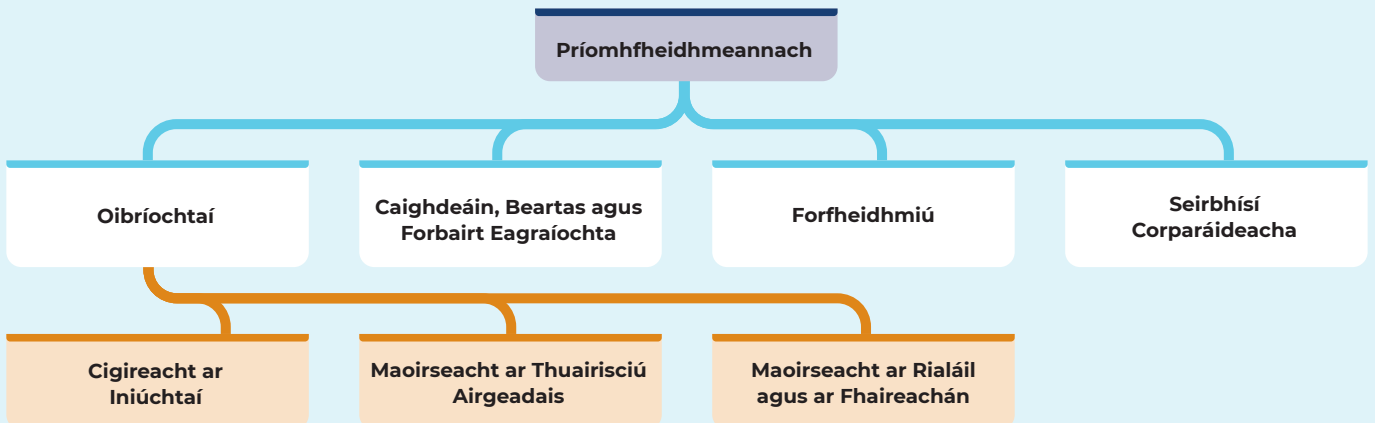 Príomhfheidhmeannach
Oibríochtaí
Caighdeáin, Beartas agus
Forbairt Eagraíochta
Forfheidhmiú
Seirbhísí
Corparáideacha
Cigireacht ar
Iniúchtaí
Maoirseacht ar Thuairisciú
Airgeadais
Maoirseacht ar Rialáil
agus ar Fhaireachán